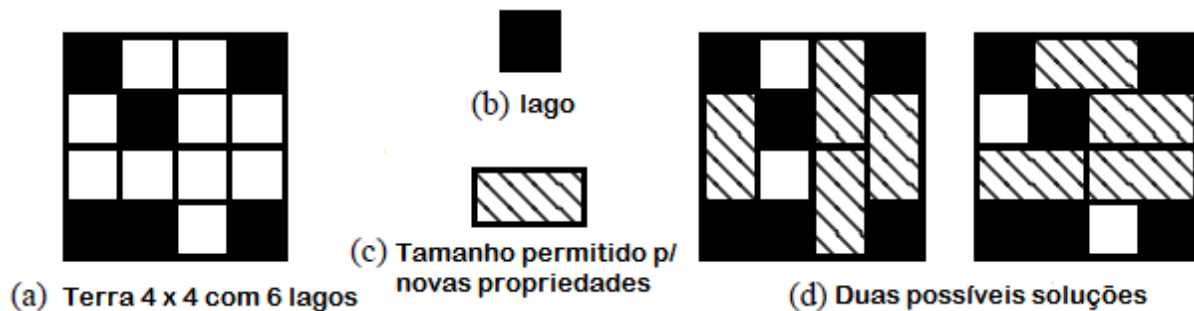 (b) lago
(c) Tamanho permitido p/
novas propriedades
(a) Terra 4 x 4 com 6 lagos
(d) Duas possíveis soluções